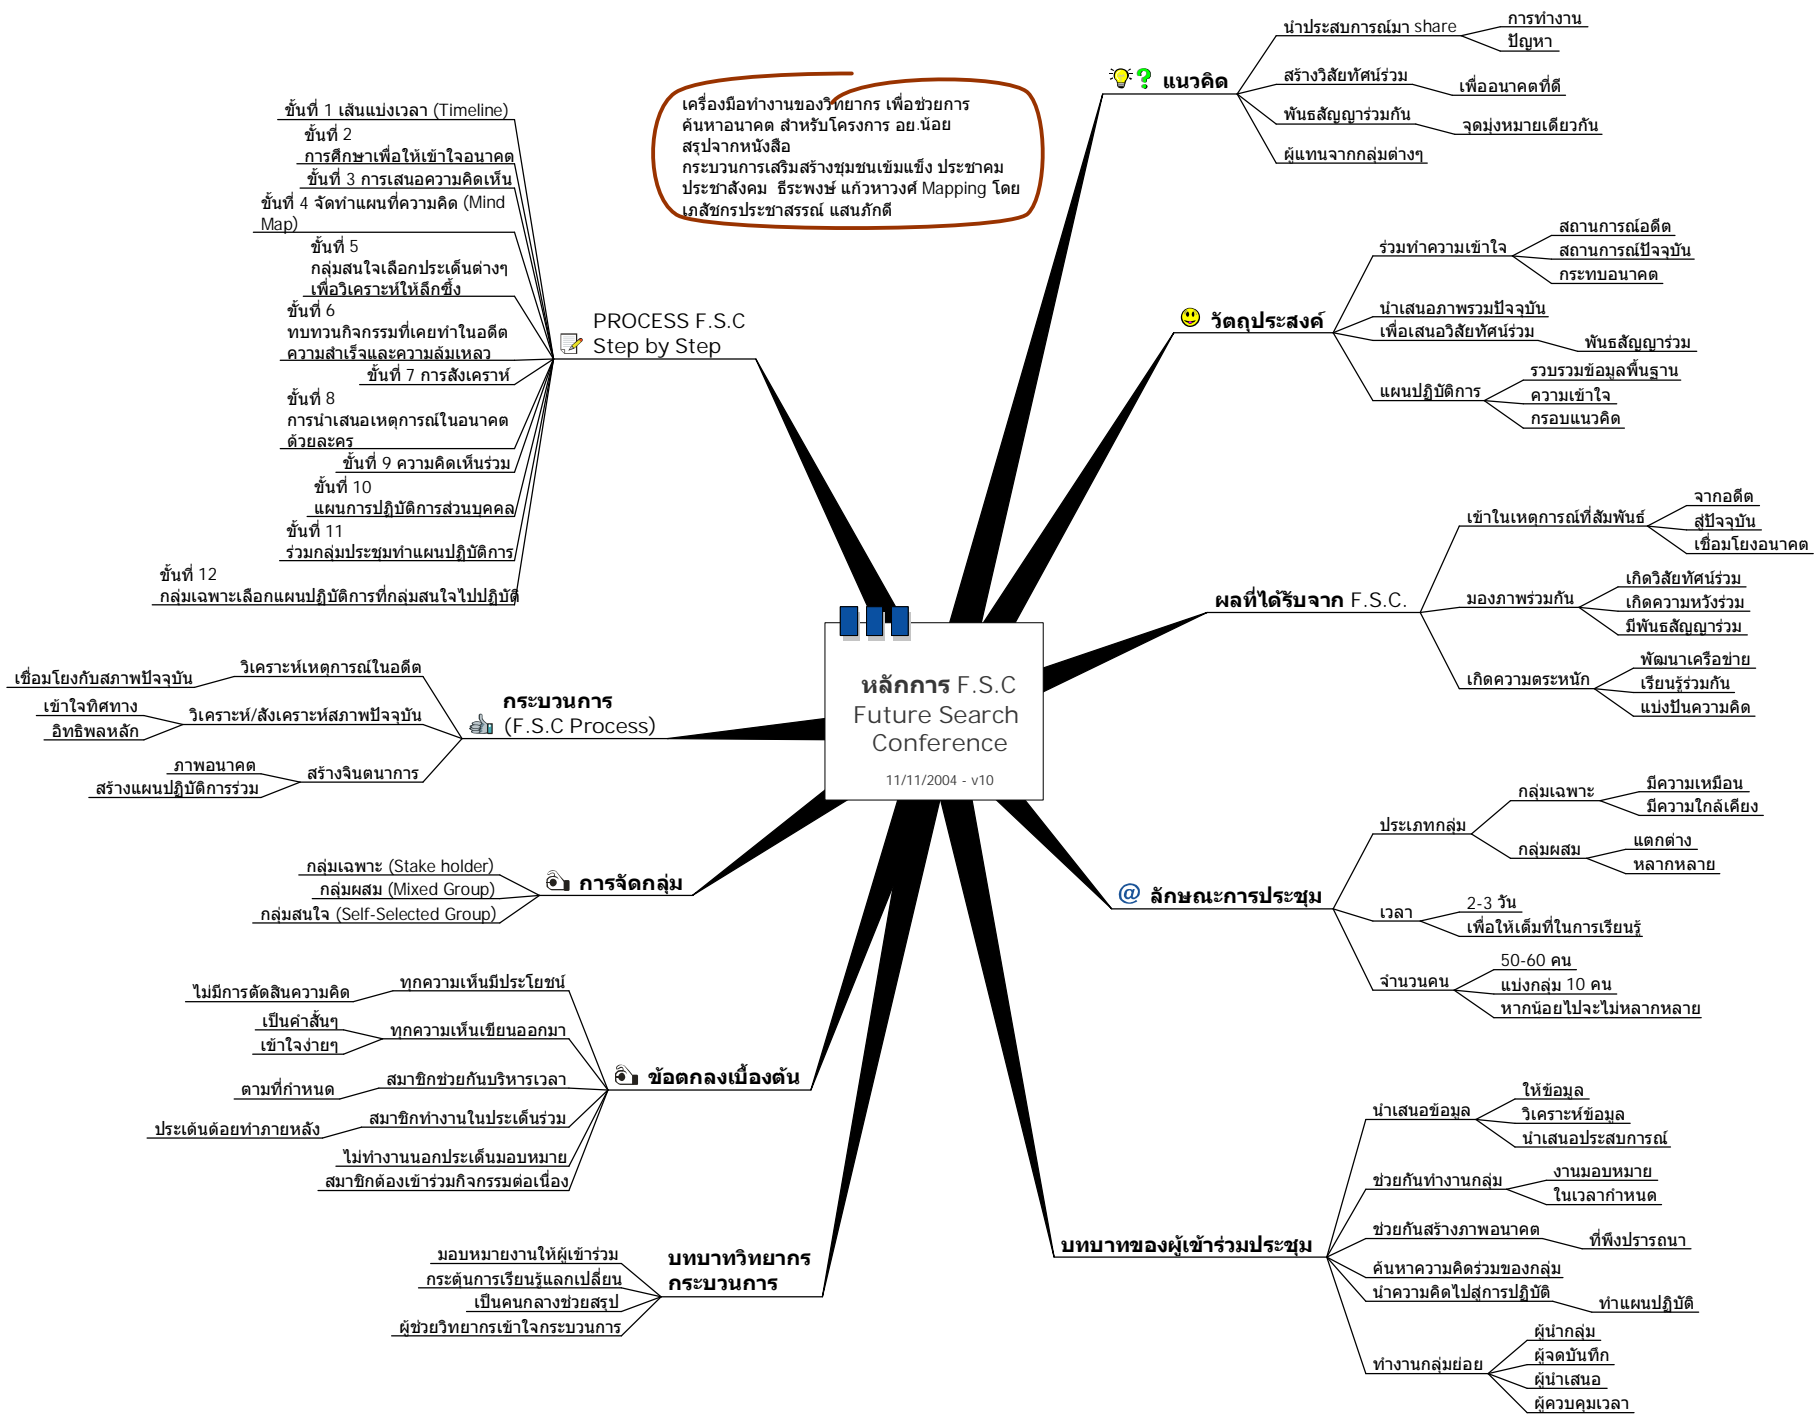 หลักการ F.S.C
Future Search
Conference
11/11/2004 - v10
เครื่องมือทำงานของวิทยากร เพื่อช่วยการ
ค้นหาอนาคต สำหรับโครงการ อย.น้อย
สรุปจากหนังสือ
กระบวนการเสริมสร้างชุมชนเข้มแข็ง ประชาคม
ประชาสังคม ธีระพงษ์ แก้วหาวงศ์ Mapping โดย
เภสัชกรประชาสรรณ์ แสนภักดี
แนวคิด
นำประสบการณ์มา share
การทำงาน
ปัญหา
สร้างวิสัยทัศน์ร่วม
เพื่ออนาคตที่ดี
พันธสัญญาร่วมกัน
จุดมุ่งหมายเดียวกัน
ผู้แทนจากกลุ่มต่างๆ
วัตถุประสงค์
ร่วมทำความเข้าใจ
สถานการณ์อดีต
สถานการณ์ปัจจุบัน
กระทบอนาคต
นำเสนอภาพรวมปัจจุบัน
เพื่อเสนอวิสัยทัศน์ร่วม
พันธสัญญาร่วม
แผนปฏิบัติการ
รวบรวมข้อมูลพื้นฐาน
ความเข้าใจ
กรอบแนวคิด
ผลที่ได้รับจาก F.S.C.
เข้าในเหตุการณ์ที่สัมพันธ์
จากอดีต
สู่ปัจจุบัน
เชื่อมโยงอนาคต
มองภาพร่วมกัน
เกิดวิสัยทัศน์ร่วม
เกิดความหวังร่วม
มีพันธสัญญาร่วม
เกิดความตระหนัก
พัฒนาเครือข่าย
เรียนรู้ร่วมกัน
แบ่งปันความคิด
@ ลักษณะการประชุม
ประเภทกลุ่ม
กลุ่มเฉพาะ
มีความเหมือน
มีความใกล้เคียง
กลุ่มผสม
แตกต่าง
หลากหลาย
เวลา
2-3 วัน
เพื่อให้เต็มที่ในการเรียนรู้
จำนวนคน
50-60 คน
แบ่งกลุ่ม 10 คน
หากน้อยไปจะไม่หลากหลาย
บทบาทของผู้เข้าร่วมประชุม
นำเสนอข้อมูล
ให้ข้อมูล
วิเคราะห์ข้อมูล
นำเสนอประสบการณ์
ช่วยกันทำงานกลุ่ม
งานมอบหมาย
ในเวลากำหนด
ช่วยกันสร้างภาพอนาคต
ที่พึงปรารถนา
ค้นหาความคิดร่วมของกลุ่ม
นำความคิดไปสู่การปฏิบัติ
ทำแผนปฏิบัติ
ทำงานกลุ่มย่อย
ผู้นำกลุ่ม
ผู้จดบันทึก
ผู้นำเสนอ
ผู้ควบคุมเวลา
PROCESS F.S.C
Step by Step
ขั้นที่ 1 เส้นแบ่งเวลา (Timeline)
ขั้นที่ 2
การศึกษาเพื่อให้เข้าใจอนาคต
ขั้นที่ 3 การเสนอความคิดเห็น
ขั้นที่ 4 จัดทำแผนที่ความคิด (Mind
Map)
ขั้นที่ 5
กลุ่มสนใจเลือกประเด็นต่างๆ
เพื่อวิเคราะห์ให้ลึกซึ้ง
ขั้นที่ 6
ทบทวนกิจกรรมที่เคยทำในอดีต
ความสำเร็จและความล้มเหลว
ขั้นที่ 7 การสังเคราห์
ขั้นที่ 8
การนำเสนอเหตุการณ์ในอนาคต
ด้วยละคร
ขั้นที่ 9 ความคิดเห็นร่วม
ขั้นที่ 10
แผนการปฏิบัติการส่วนบุคคล
ขั้นที่ 11
ร่วมกลุ่มประชุมทำแผนปฏิบัติการ
ขั้นที่ 12
กลุ่มเฉพาะเลือกแผนปฏิบัติการที่กลุ่มสนใจไปปฏิบัติ
กระบวนการ
(F.S.C Process)
วิเคราะห์เหตุการณ์ในอดีต
เชื่อมโยงกับสภาพปัจจุบัน
วิเคราะห์/สังเคราะห์สภาพปัจจุบัน
เข้าใจทิศทาง
อิทธิพลหลัก
สร้างจินตนาการ
ภาพอนาคต
สร้างแผนปฏิบัติการร่วม
การจัดกลุ่ม
กลุ่มเฉพาะ (Stake holder)
กลุ่มผสม (Mixed Group)
กลุ่มสนใจ (Self-Selected Group)
ข้อตกลงเบื้องต้น
ทุกความเห็นมีประโยชน์
ไม่มีการตัดสินความคิด
ทุกความเห็นเขียนออกมา
เป็นคำสั้นๆ
เข้าใจง่ายๆ
สมาชิกช่วยกันบริหารเวลา
ตามที่กำหนด
สมาชิกทำงานในประเด็นร่วม
ประเด้นด้อยทำภายหลัง
ไม่ทำงานนอกประเด็นมอบหมาย
สมาชิกต้องเข้าร่วมกิจกรรมต่อเนื่อง
บทบาทวิทยากร
กระบวนการ
มอบหมายงานให้ผู้เข้าร่วม
กระตุ้นการเรียนรู้แลกเปลี่ยน
เป็นคนกลางช่วยสรุป
ผู้ช่วยวิทยากรเข้าใจกระบวนการ